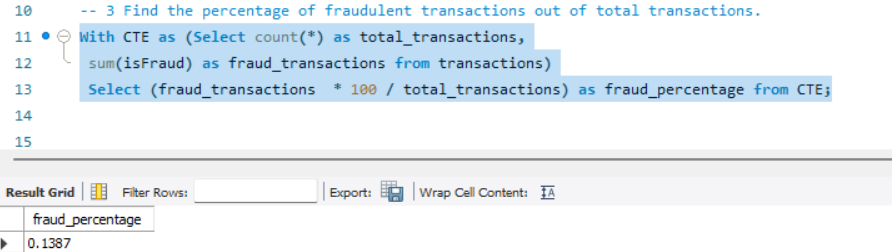 10 -- 3 Find the percentage of fraudulent transactions out of total transactions.
11 With CTE as (Select count(*) as total_transactions,
12 sum(isFraud) as fraud_transactions from transactions)
13 Select (fraud_transactions  * 100 / total_transactions) as fraud_percentage from CTE;
14
15
Result Grid Filter Rows: Export: Wrap Cell Content:
fraud_percentage
0.1387